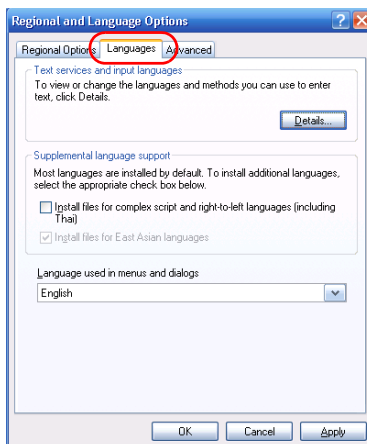 Regional and Language Options
Regional Options Languages Advanced
Text services and input languages
To view or change the languages and methods you can use to enter
text, click Details.
Details...
Supplemental language support
Most languages are installed by default. To install additional languages,
select the appropriate check box below.
Install files for complex script and right-to-left languages (including
Thai)
Install files for East Asian languages
Language used in menus and dialogs
English
OK Cancel Apply